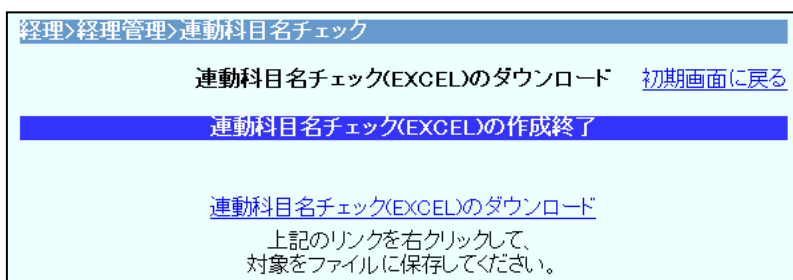 経理>経理管理>連動科目名チェック
連動科目名チェック(EXCEL)のダウンロード 初期画面に戻る
連動科目名チェック(EXCEL)の作成終了
連動科目名チェック(EXCEL)のダウンロード
上記のリンクを右クリックして、
対象をファイルに保存してください。